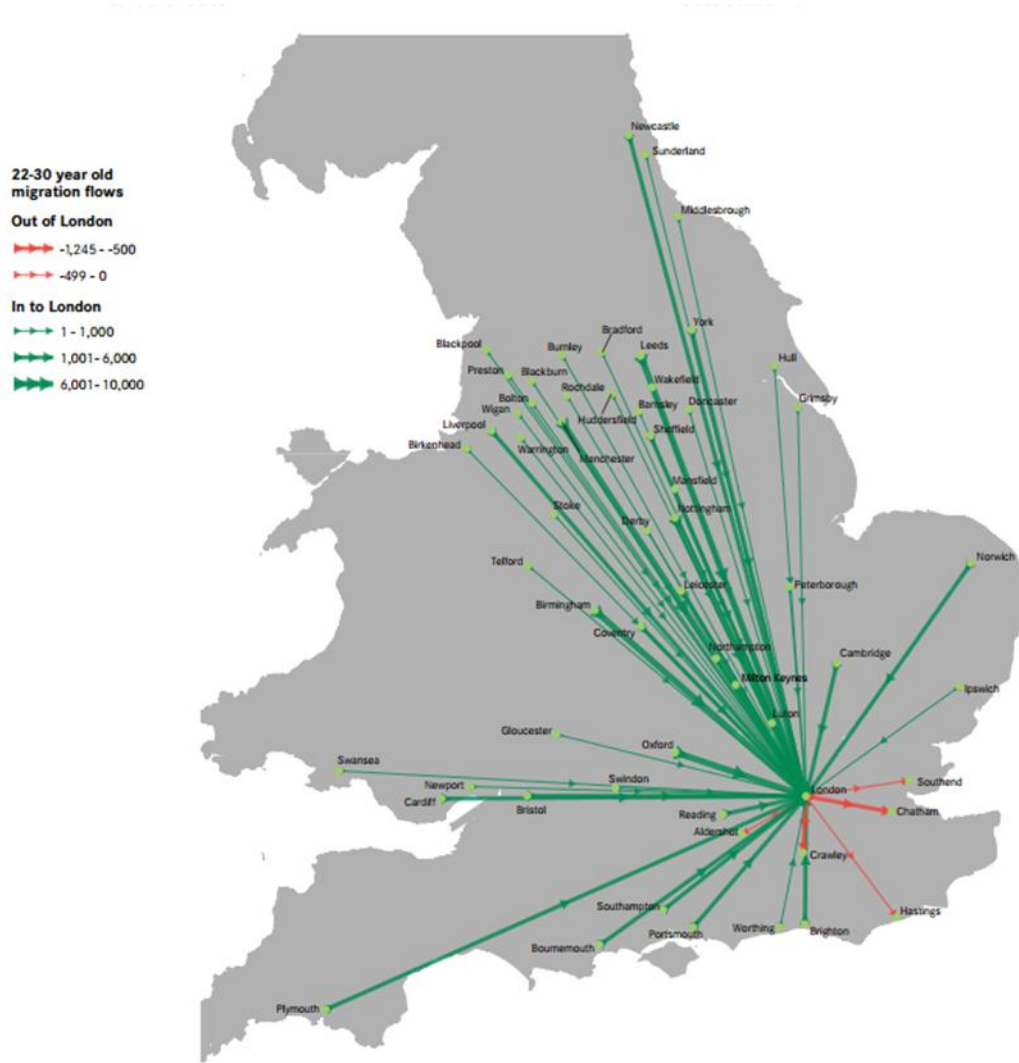 22-30 year old
migration flows
Out of London
-1,245 - -500
-499 - 0
In to London
1 - 1,000
1,001 - 6,000
6,001 - 10,000
Newcastle
Sunderland
Middlesbrough
York
Hull
Grimsby
Bradford
Leeds
Blackpool
Burnley
Preston
Blackburn
Rochdale
Wakefield
Bolton
Barnsley
Doncaster
Wigan
Huddersfield
Liverpool
Sheffield
Birkenhead
Warrington
Manchester
Mansfield
Stoke
Derby
Nottingham
Norwich
Telford
Leicester
Peterborough
Birmingham
Coventry
Northampton
Cambridge
Milton Keynes
Ipswich
Luton
Gloucester
Oxford
Swansea
Newport
Swindon
London
Southend
Cardiff
Bristol
Reading
Chatham
Aldershot
Crawley
Southampton
Hastings
Portsmouth
Worthing
Brighton
Bournemouth
Plymouth